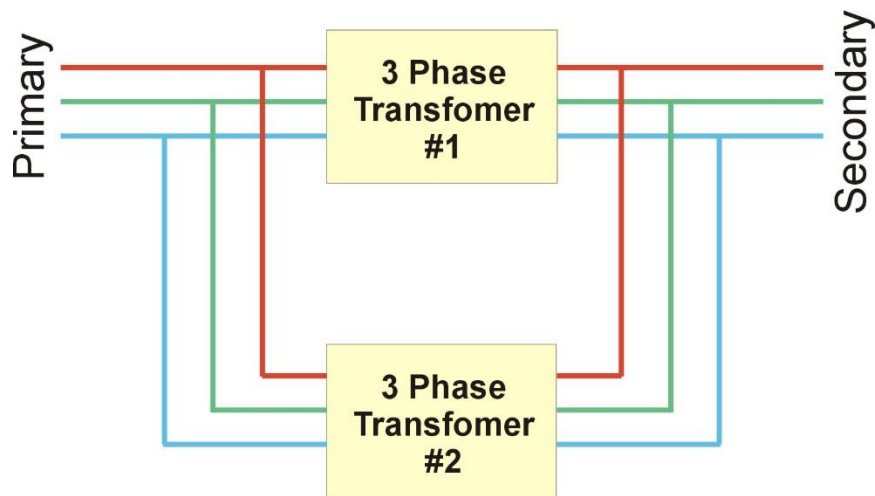 Primary
3 Phase
Transfomer
#1
Secondary
3 Phase
Transfomer
#2